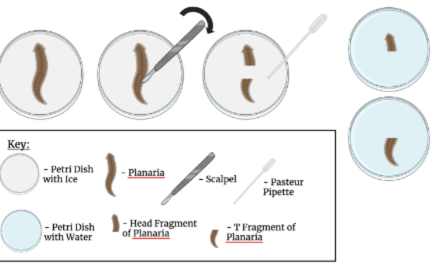 Key:
- Petri Dish
with Ice
- Planaria
- Scalpel
- Pasteur
Pipette
- Petri Dish
with Water
- Head Fragment
of Planaria
- T Fragment of
Planaria